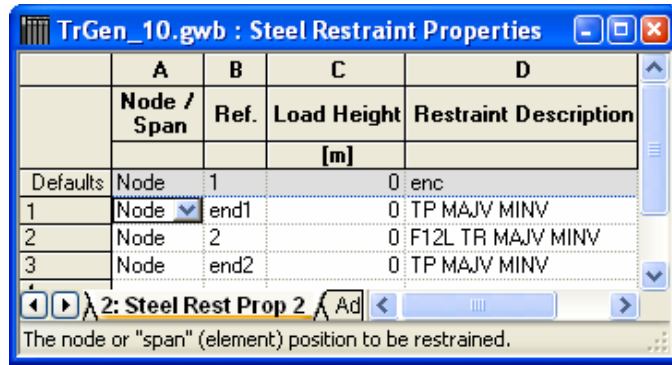 TrGen_10.gwb : Steel Restraint Properties
A B C D
Node / Span Ref. Load Height Restraint Description
[m]
Defaults Node 1 0 enc
1 Node end1 0 TP MAJV MINV
2 Node 2 0 F12L TR MAJV MINV
3 Node end2 0 TP MAJV MINV
2: Steel Rest Prop 2 Ad
The node or "span" (element) position to be restrained.